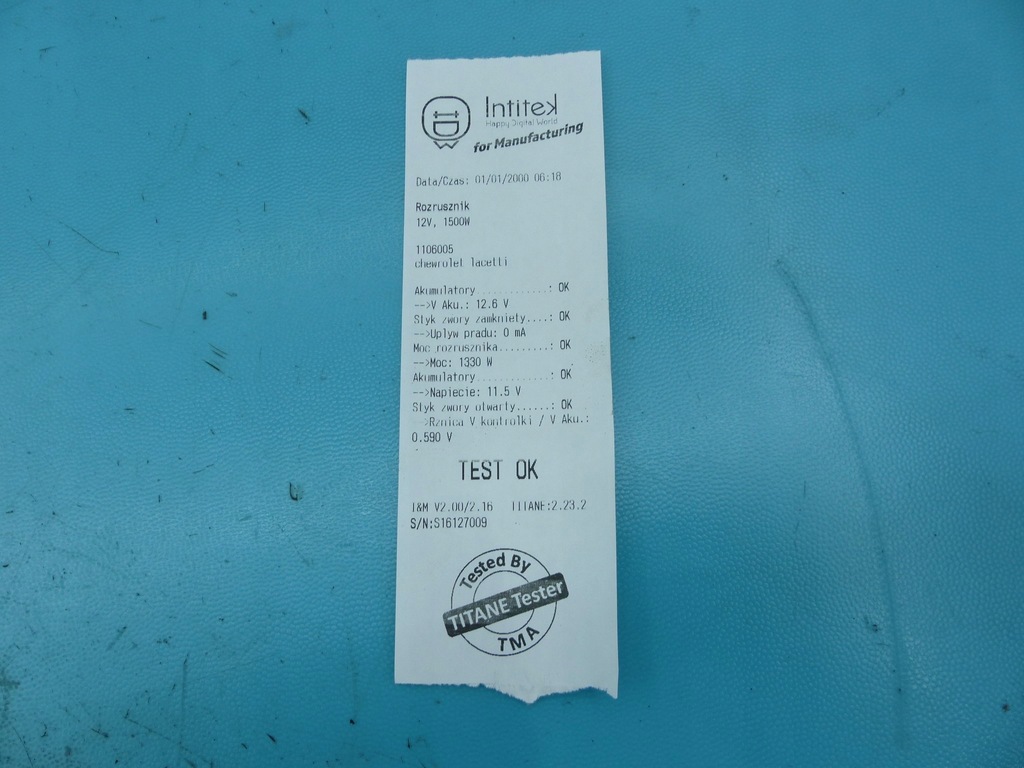 Intitek
Happy Digital World
for Manufacturing
Data/Czas: 01/01/2000 06:18
Rozrusznik
12V, 1500W
1106005
chewrolet lacetti
Akumulatory...........: OK
-->V Aku.: 12.6 V
Styk zwory zamkniety....: OK
-->Uplyw pradu: 0 mA
Moc rozrusznika.........: OK
-->Moc: 1330 W
Akumulatory...........: OK
-->Napiecie: 11.5 V
Styk zwory otwarty......: OK
-->Rznica V kontrolki / V Aku.:
0.590 V
TEST OK
I&M V2.00/2.16 TITANE:2.23.2
S/N:S16127009
Tested By
TITANE Tester
TMA